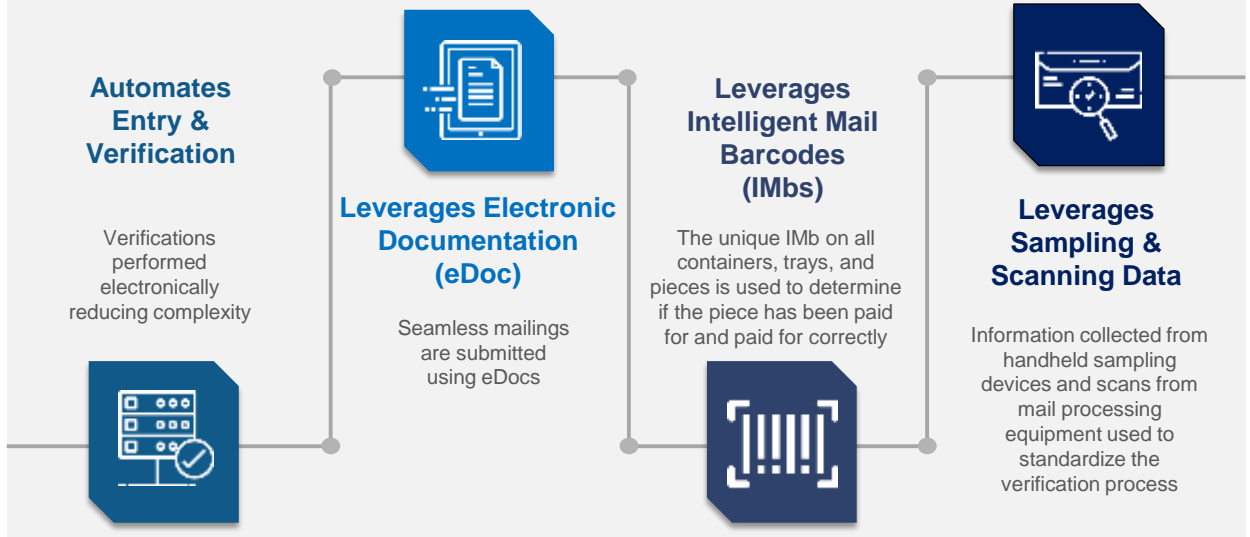 Automates
Entry &
Verification
Verifications
performed
electronically
reducing complexity
Leverages Electronic
Documentation
(eDoc)
Seamless mailings
are submitted
using eDocs
Leverages
Intelligent Mail
Barcodes
(IMbs)
The unique IMb on all
containers, trays, and
pieces is used to determine
if the piece has been paid
for and paid for correctly
Leverages
Sampling &
Scanning Data
Information collected from
handheld sampling
devices and scans from
mail processing
equipment used to
standardize the
verification process